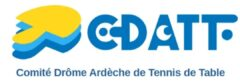 CDATT
Comité Drôme Ardèche de Tennis de Table